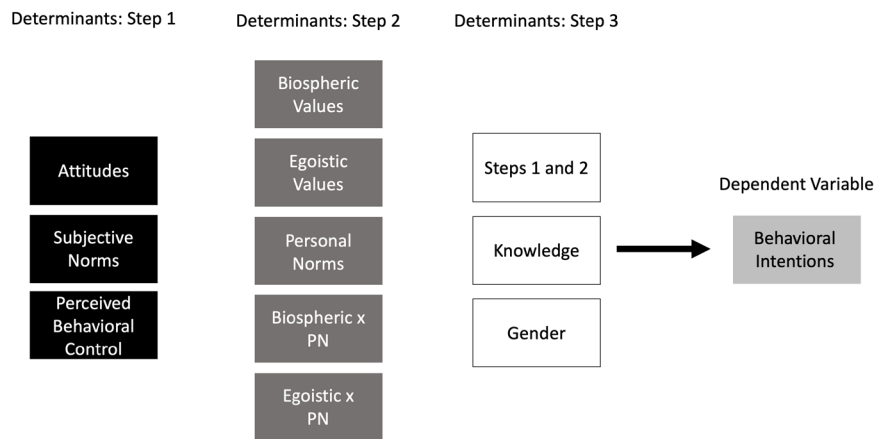 Determinants: Step 1
Determinants: Step 2
Determinants: Step 3
Attitudes
Subjective
Norms
Perceived
Behavioral
Control
Biospheric
Values
Egoistic
Values
Personal
Norms
Biospheric x
PN
Egoistic x
PN
Steps 1 and 2
Knowledge
Gender
Dependent Variable
Behavioral
Intentions